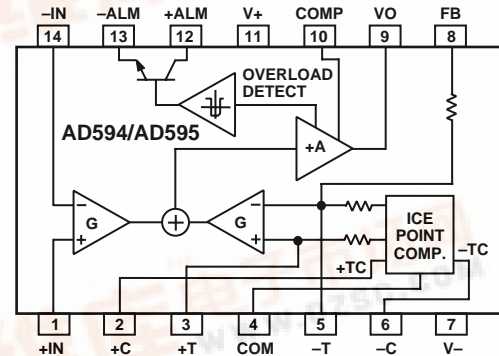 –IN –ALM +ALM V+ COMP VO FB
14 13 12 11 10 9 8
OVERLOAD
DETECT
AD594/AD595
+A
– –
G G
+ +
ICE
POINT
COMP.
–TC
+TC
1 2 3 4 5 6 7
+IN +C +T COM –T –C V–